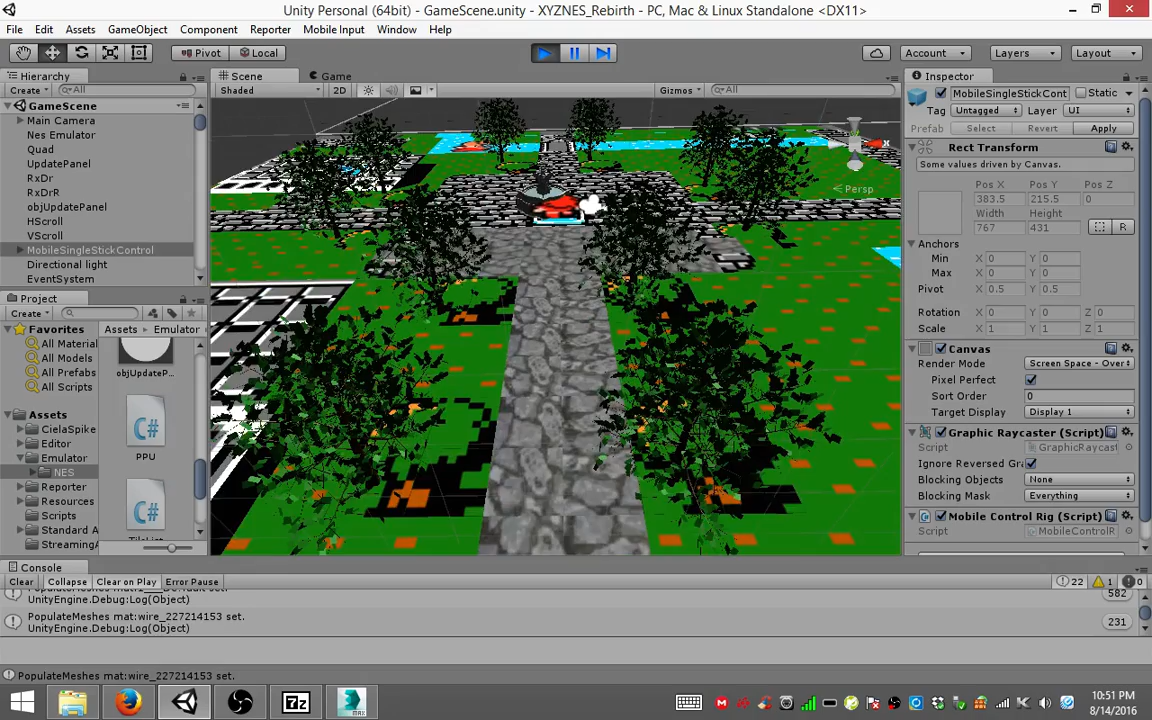 Unity Personal (64bit) - GameScene.unity - XYZNES_Rebirth - PC, Mac & Linux Standalone <DX11>
File Edit Assets GameObject Component Reporter Mobile Input Window Help
Pivot Local Account Layers Layout
Hierarchy
Create All
GameScene
Main Camera
Nes Emulator
Quad
UpdatePanel
RxDr
RxDrR
objUpdatePanel
HScroll
VScroll
MobileSingleStickControl
Directional light
EventSystem
Project
Create
Favorites
All Material
All Models
All Prefabs
All Scripts
Assets
CielaSpike
Editor
Emulator
NES
Reporter
Resources
Scripts
Standard A
StreamingA
Assets Emulator
objUpdateP...
PPU
Scene Game
Shaded 2D Gizmos All
x
Persp
Inspector
MobileSingleStickCont Static
Tag Untagged Layer UI
Prefab Select Revert Apply
Rect Transform
Some values driven by Canvas.
Pos X Pos Y Pos Z
383.5 215.5 0
Width Height
767 431 R
Anchors
Min X 0 Y 0
Max X 0 Y 0
Pivot X 0.5 Y 0.5
Rotation X 0 Y 0 Z 0
Scale X 1 Y 1 Z 1
Canvas
Render Mode Screen Space - Over
Pixel Perfect
Sort Order 0
Target Display Display 1
Graphic Raycaster (Script)
Script GraphicRaycast
Ignore Reversed Gra
Blocking Objects None
Blocking Mask Everything
Mobile Control Rig (Script)
Script MobileControlR
Console
Clear Collapse Clear on Play Error Pause 22 1 0
UnityEngine.Debug:Log(Object) 582
PopulateMeshes mat:wire_227214153 set.
UnityEngine.Debug:Log(Object) 231
PopulateMeshes mat:wire_227214153 set.
10:51 PM
8/14/2016